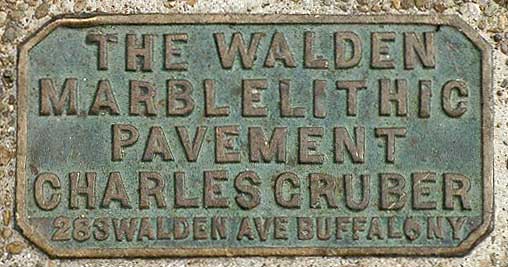 THE WALDEN
MARBLELITHIC
PAVEMENT
CHARLES GRUBER
283 WALDEN AVE BUFFALO NY